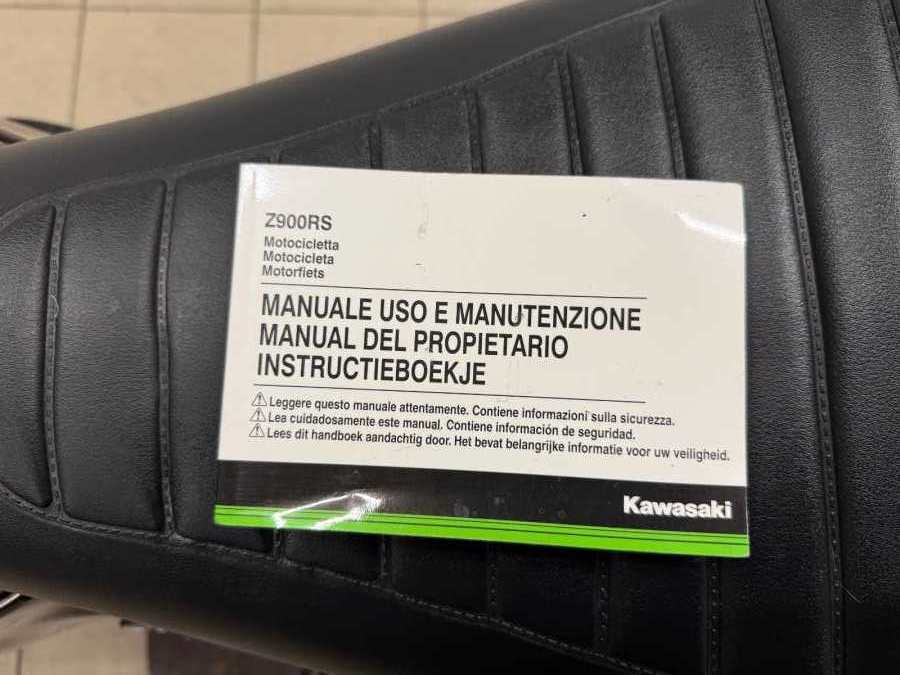 Z900RS
Motocicletta
Motocicleta
Motorfiets
MANUALE USO E MANUTENZIONE
MANUAL DEL PROPIETARIO
INSTRUCTIEBOEKJE
Leggere questo manuale attentamente. Contiene informazioni sulla sicurezza.
Lea cuidadosamente este manual. Contiene información de seguridad.
Lees dit handboek aandachtig door. Het bevat belangrijke informatie voor uw veiligheid.
Kawasaki